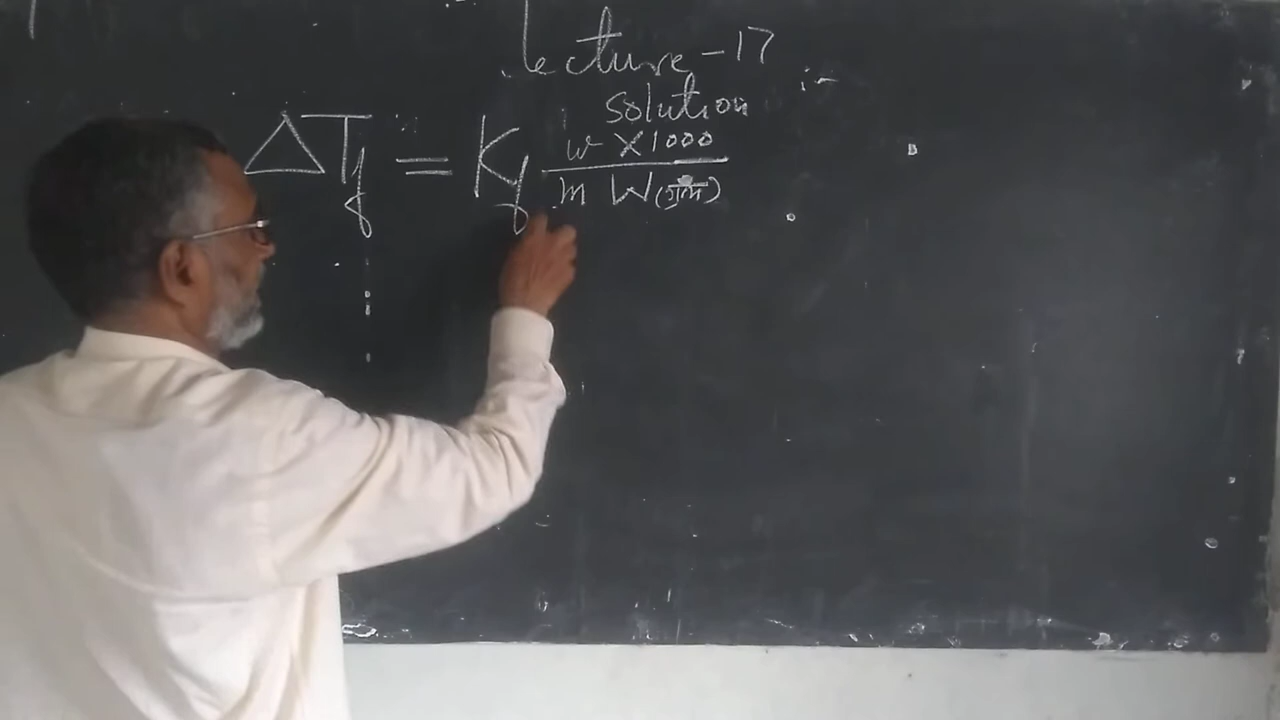 Lecture - 17
solution :-
ΔTf = Kf w X 1000
m W (ग्राम)